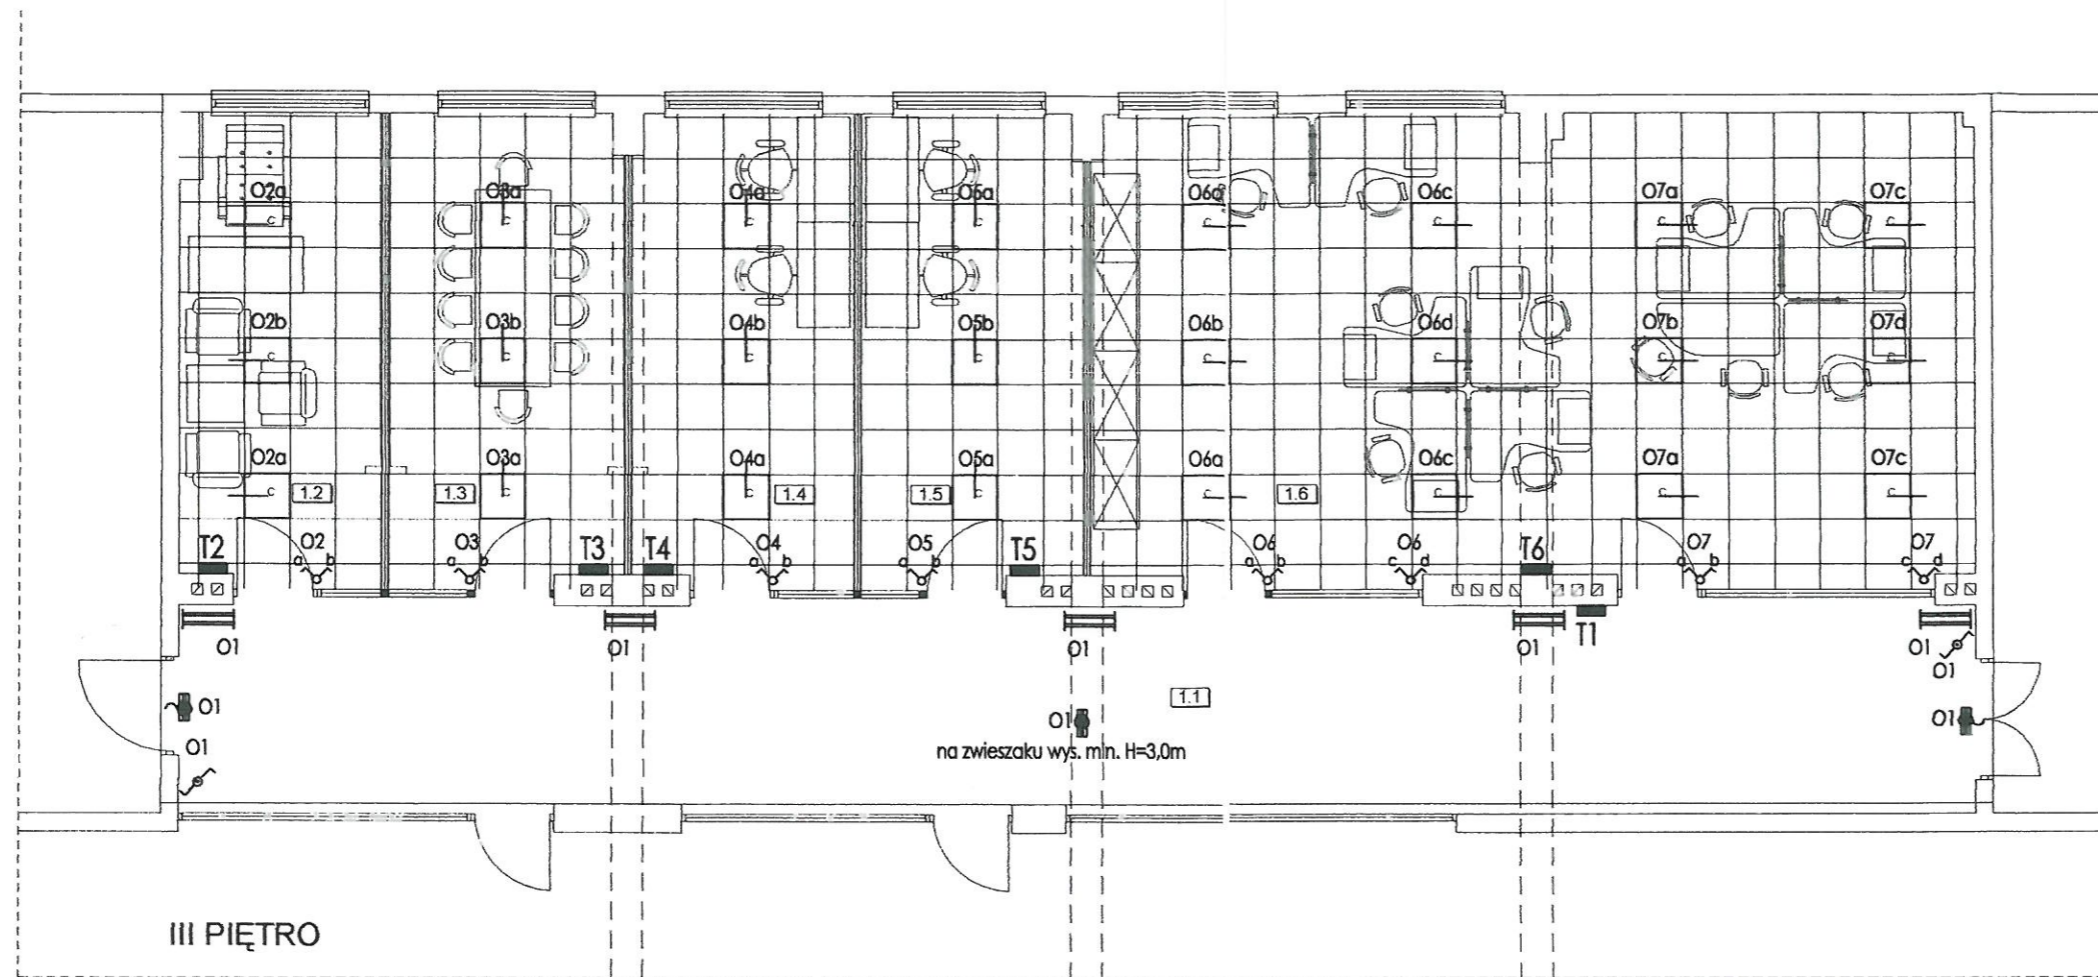 O2a O3a O4a O5a O6a O6c O7a O7c
c c c c c c c c
O2b O3b O4b O5b O6b O6d O7b O7d
c c c c c c c c
O2a O3a O4a O5a O6a O6c O7a O7c
c c c c c c c c
1.2 1.3 1.4 1.5 1.6
T2 O2 O3 T3 T4 O4 O5 T5 O6 O6 T6 O7 O7
a b a b a b a b a b c d a b c d
T1
O1 O1 O1 O1 O1
O1
1.1
O1 O1 O1
O1
na zwieszaku wys. min. H=3,0m
III PIĘTRO